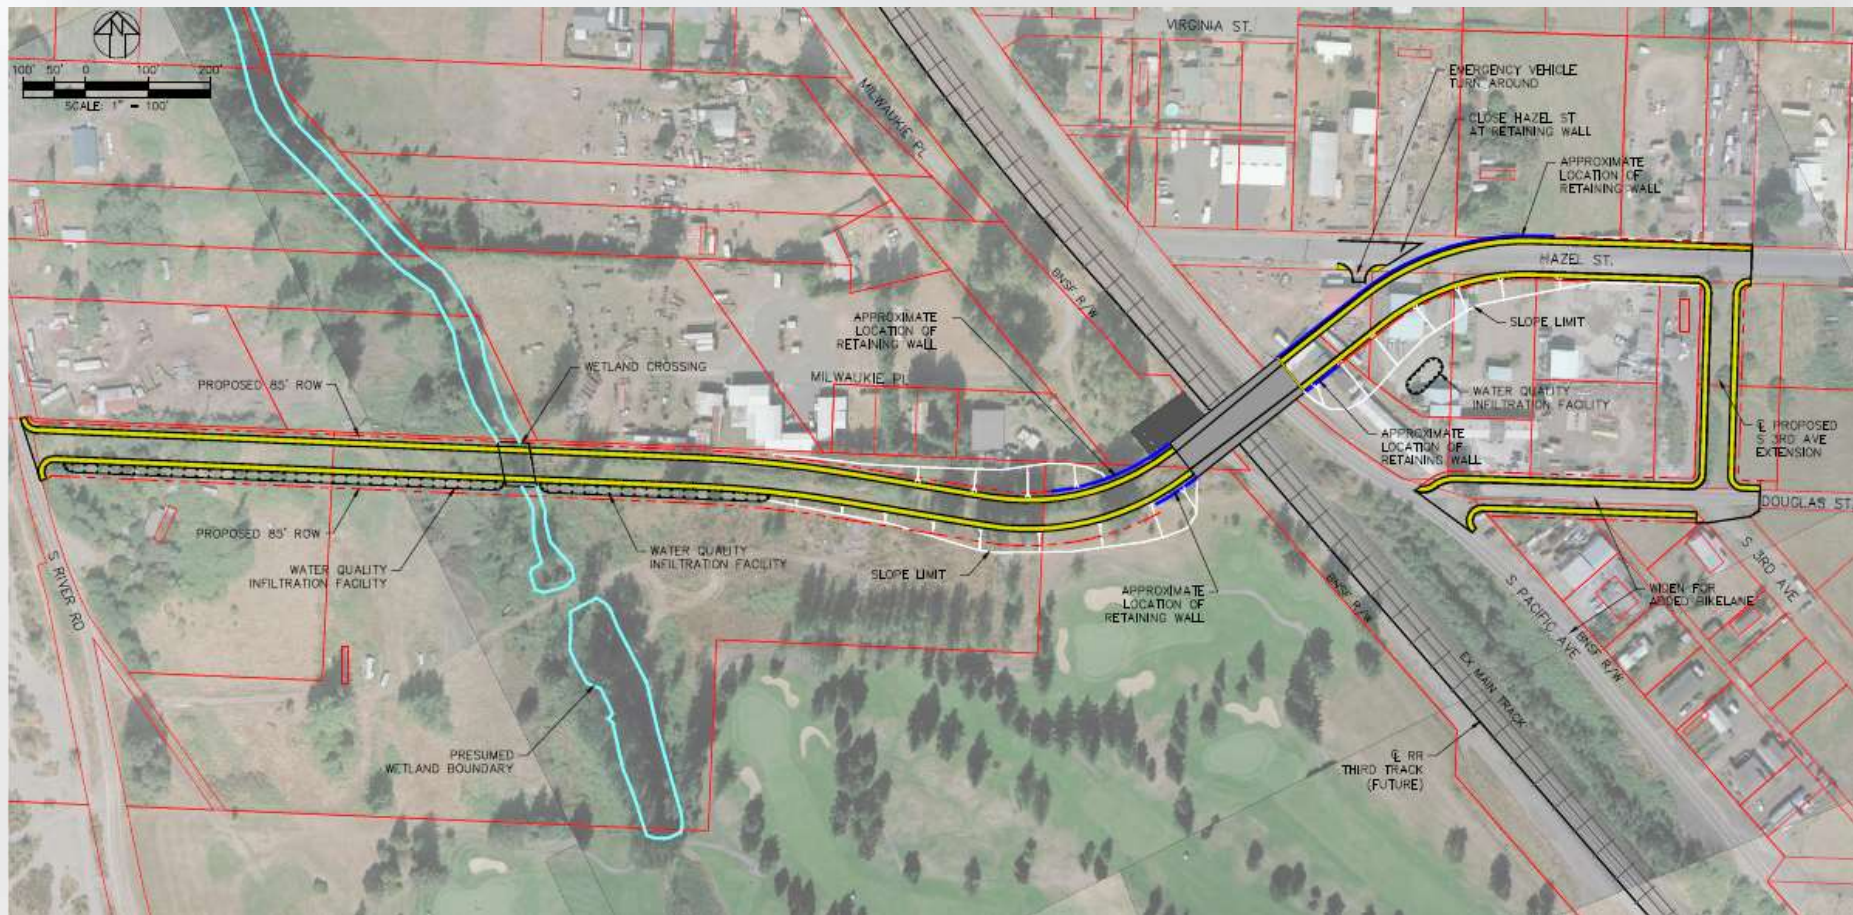 N
100' 50' 0 100' 200'
SCALE: 1" = 100'
VIRGINIA ST.
EMERGENCY VEHICLE
TURN AROUND
CLOSE HAZEL ST
AT RETAINING WALL
APPROXIMATE
LOCATION OF
RETAINING WALL
MILWAUKIE PL
BNSF R/W
HAZEL ST.
APPROXIMATE
LOCATION OF
RETAINING WALL
SLOPE LIMIT
WETLAND CROSSING
PROPOSED 85' ROW
MILWAUKIE PL
WATER QUALITY
INFILTRATION FACILITY
℄ PROPOSED
S 3RD AVE
EXTENSION
APPROXIMATE
LOCATION OF
RETAINING WALL
DOUGLAS ST.
PROPOSED 85' ROW
WATER QUALITY
INFILTRATION FACILITY
WATER QUALITY
INFILTRATION FACILITY
SLOPE LIMIT
S RIVER RD
APPROXIMATE
LOCATION OF
RETAINING WALL
BNSF R/W
S PACIFIC AVE
BNSF R/W
WIDEN FOR
ADDED BIKELANE
S 3RD AVE
EX MAIN TRACK
PRESUMED
WETLAND BOUNDARY
℄ RR
THIRD TRACK
(FUTURE)